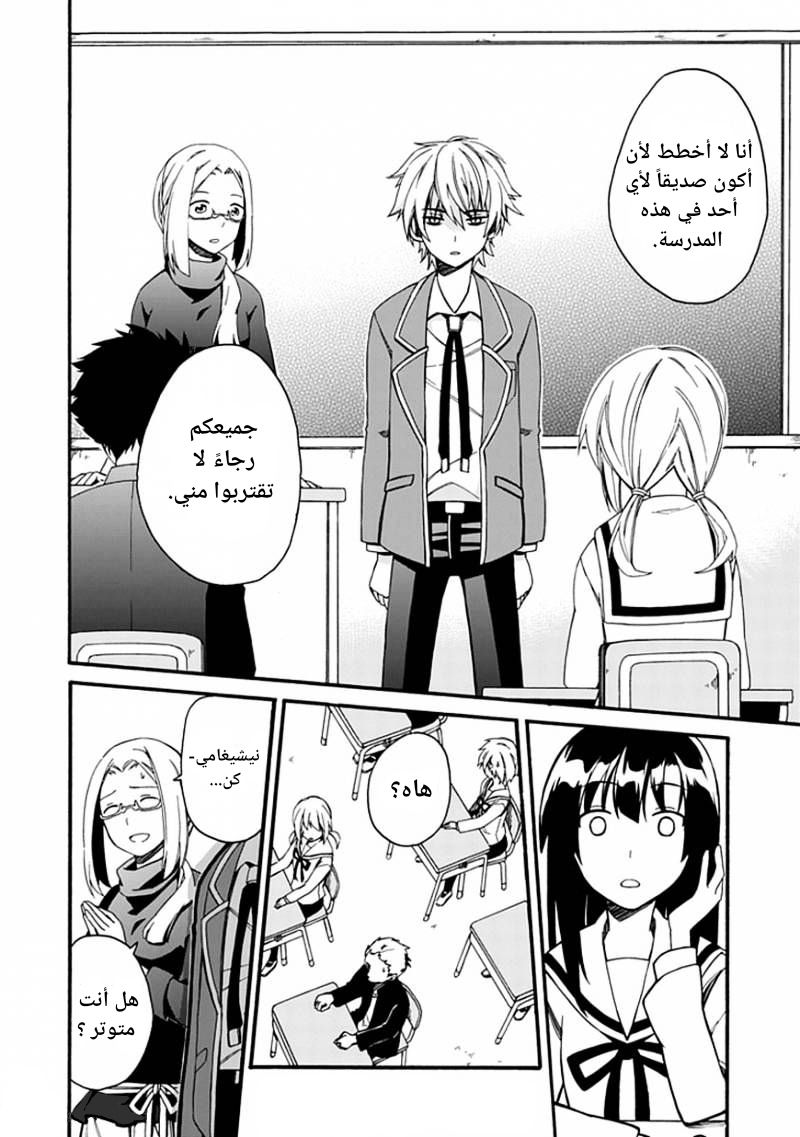 أنا لا أخطط لأن
أكون صديقاً لأي
أحد في هذه
المدرسة.
جميعكم
رجاءً لا
تقتربوا مني.
هاه؟
نيشيغامي-
كن...
هل أنت
متوتر ؟